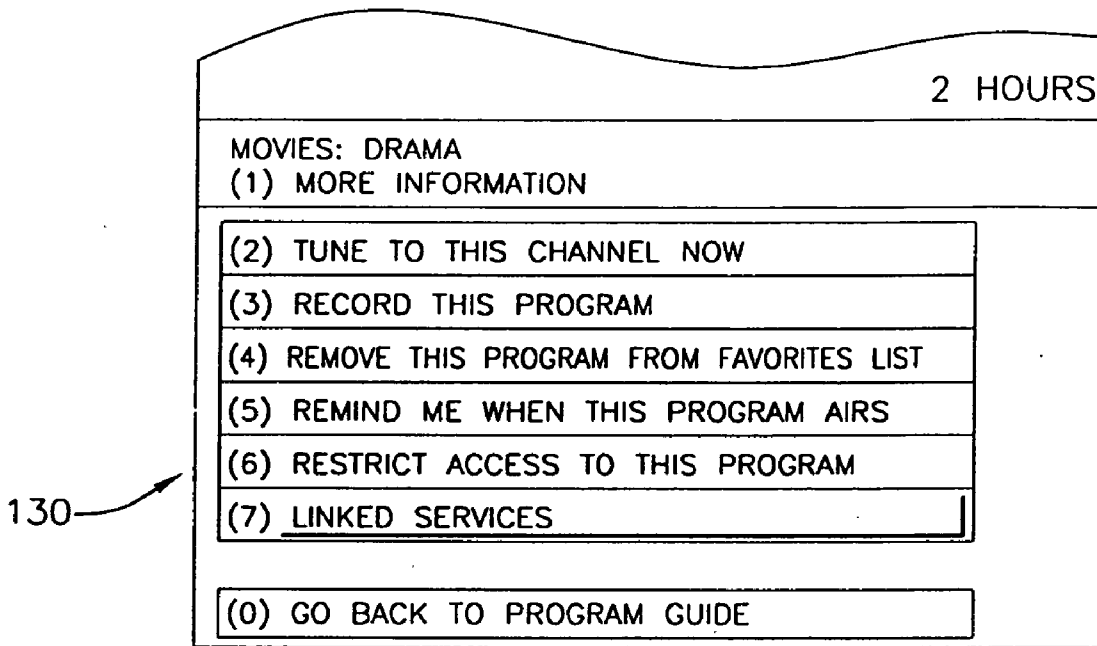 2 HOURS
MOVIES: DRAMA
(1) MORE INFORMATION
(2) TUNE TO THIS CHANNEL NOW
(3) RECORD THIS PROGRAM
(4) REMOVE THIS PROGRAM FROM FAVORITES LIST
(5) REMIND ME WHEN THIS PROGRAM AIRS
(6) RESTRICT ACCESS TO THIS PROGRAM
130
(7) LINKED SERVICES
(0) GO BACK TO PROGRAM GUIDE